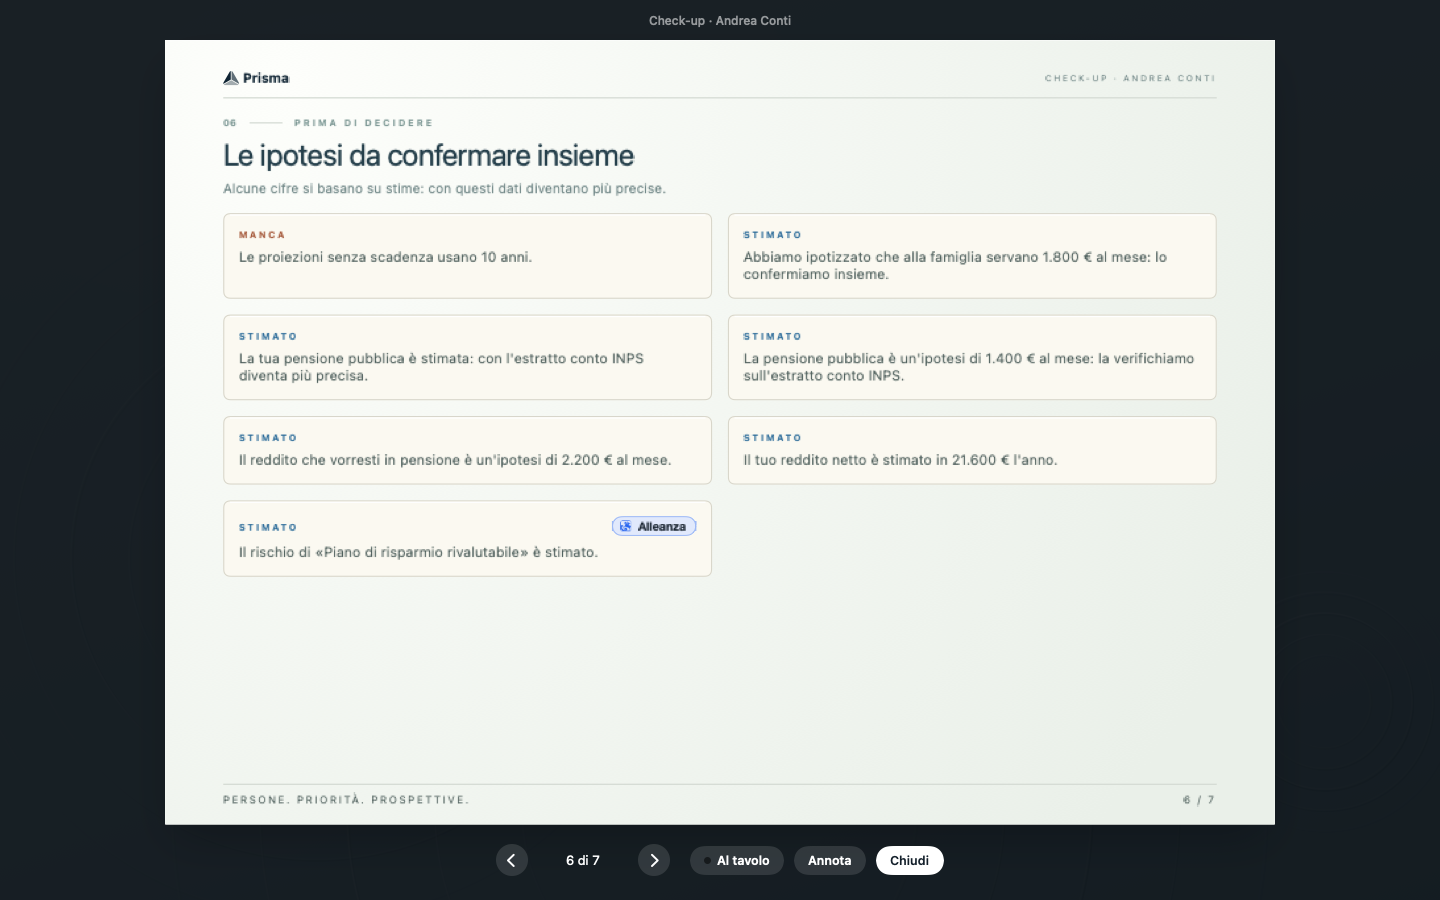 Check-up · Andrea Conti
Prisma
CHECK-UP · ANDREA CONTI
06 PRIMA DI DECIDERE
Le ipotesi da confermare insieme
Alcune cifre si basano su stime: con questi dati diventano più precise.
MANCA
Le proiezioni senza scadenza usano 10 anni.
STIMATO
Abbiamo ipotizzato che alla famiglia servano 1.800 € al mese: lo
confermiamo insieme.
STIMATO
La tua pensione pubblica è stimata: con l'estratto conto INPS
diventa più precisa.
STIMATO
La pensione pubblica è un'ipotesi di 1.400 € al mese: la verifichiamo
sull'estratto conto INPS.
STIMATO
Il reddito che vorresti in pensione è un'ipotesi di 2.200 € al mese.
STIMATO
Il tuo reddito netto è stimato in 21.600 € l'anno.
STIMATO
Alleanza
Il rischio di «Piano di risparmio rivalutabile» è stimato.
PERSONE. PRIORITÀ. PROSPETTIVE.
6 / 7
6 di 7
Al tavolo
Annota
Chiudi